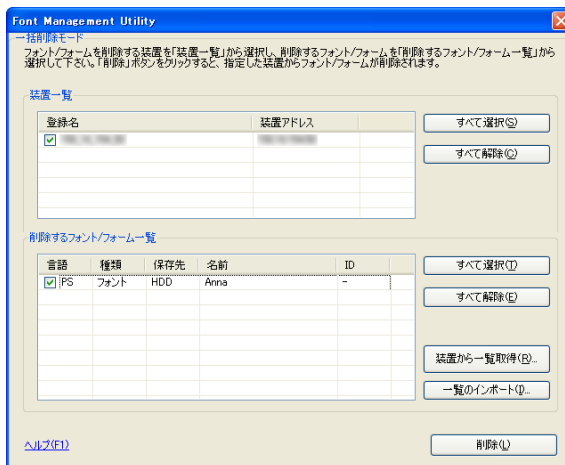 Font Management Utility
一括削除モード
フォント/フォームを削除する装置を「装置一覧」から選択し、削除するフォント/フォームを「削除するフォント/フォーム一覧」から
選択して下さい。「削除」ボタンをクリックすると、指定した装置からフォント/フォームが削除されます。
装置一覧
登録名 装置アドレス
すべて選択(S)
すべて解除(C)
削除するフォント/フォーム一覧
言語 種類 保存先 名前 ID
PS フォント HDD Anna -
すべて選択(T)
すべて解除(E)
装置から一覧取得(R)...
一覧のインポート(I)...
ヘルプ(F1)
削除(L)